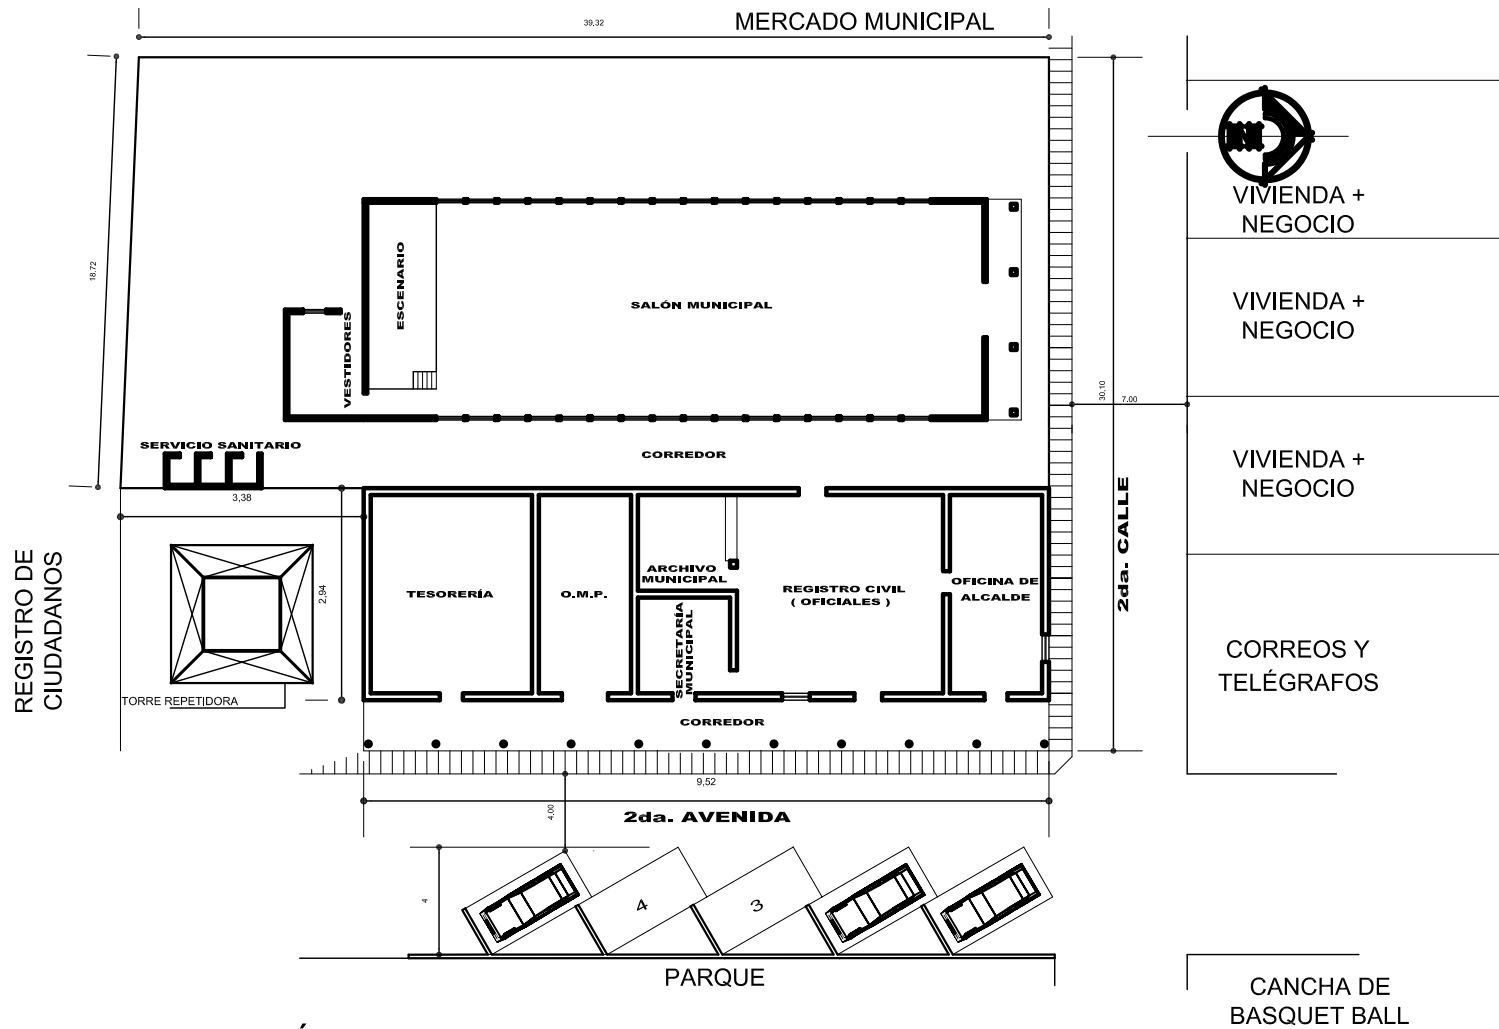 39,32
MERCADO MUNICIPAL
N
VIVIENDA +
NEGOCIO
18,72
ESCENARIO
SALÓN MUNICIPAL
VIVIENDA +
NEGOCIO
VESTIDORES
30,10
7.00
SERVICIO SANITARIO
CORREDOR
VIVIENDA +
NEGOCIO
3,38
2da. CALLE
REGISTRO DE
CIUDADANOS
2,94
TESORERÍA
O.M.P.
ARCHIVO
MUNICIPAL
REGISTRO CIVIL
( OFICIALES )
OFICINA DE
ALCALDE
SECRETARÍA
MUNICIPAL
CORREOS Y
TELÉGRAFOS
TORRE REPETIDORA
CORREDOR
9,52
4.00
2da. AVENIDA
4
4
3
PARQUE
CANCHA DE
BASQUET BALL